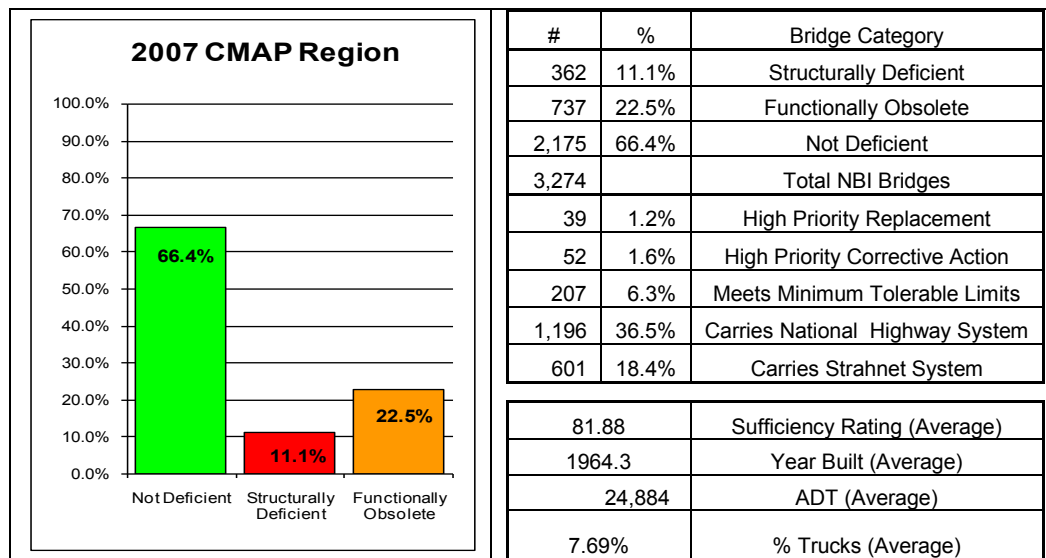 2007 CMAP Region
100.0%
90.0%
80.0%
70.0%
60.0%
50.0%
40.0%
30.0%
20.0%
10.0%
0.0%
66.4%
11.1%
22.5%
Not Deficient
Structurally
Deficient
Functionally
Obsolete
# % Bridge Category
362 11.1% Structurally Deficient
737 22.5% Functionally Obsolete
2,175 66.4% Not Deficient
3,274 Total NBI Bridges
39 1.2% High Priority Replacement
52 1.6% High Priority Corrective Action
207 6.3% Meets Minimum Tolerable Limits
1,196 36.5% Carries National Highway System
601 18.4% Carries Strahnet System
81.88 Sufficiency Rating (Average)
1964.3 Year Built (Average)
24,884 ADT (Average)
7.69% % Trucks (Average)